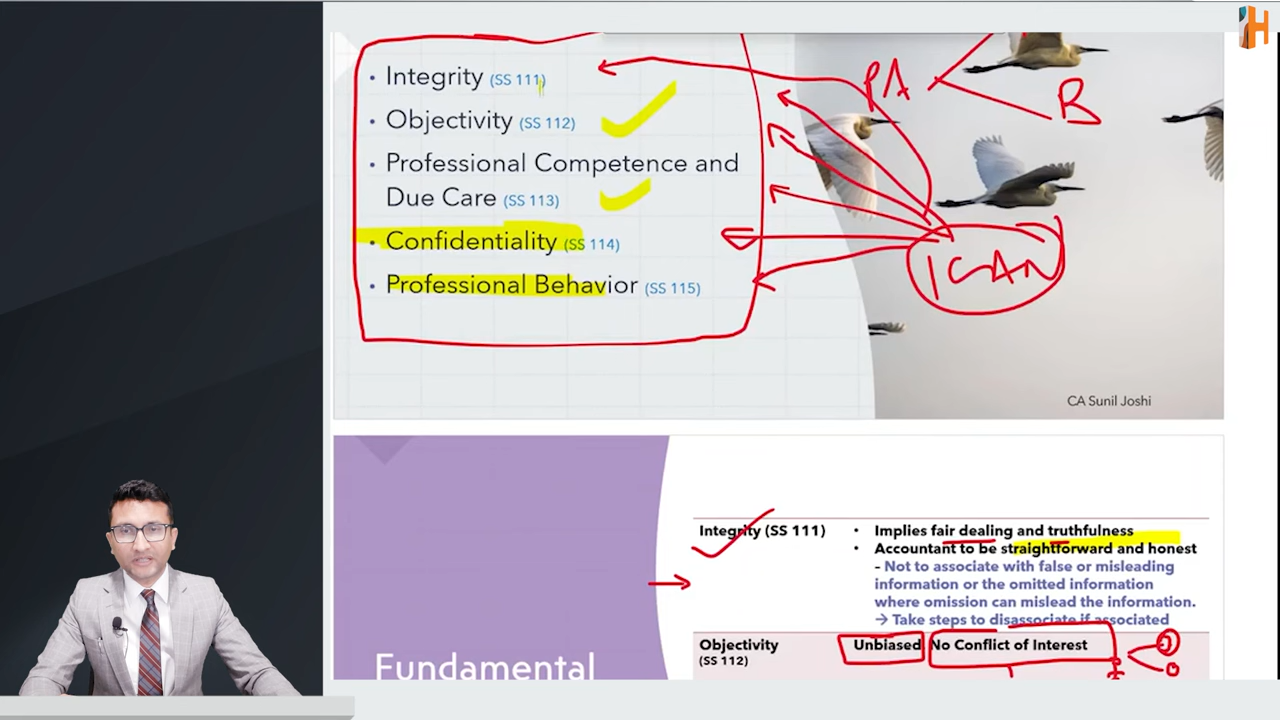 H
• Integrity (SS 111)
• Objectivity (SS 112)
• Professional Competence and
Due Care (SS 113)
• Confidentiality (SS 114)
• Professional Behavior (SS 115)
PA
B
ICAN
CA Sunil Joshi
Fundamental
Integrity (SS 111)
• Implies fair dealing and truthfulness
• Accountant to be straightforward and honest
- Not to associate with false or misleading
information or the omitted information
where omission can mislead the information.
→ Take steps to disassociate if associated
Objectivity
(SS 112)
Unbiased No Conflict of Interest